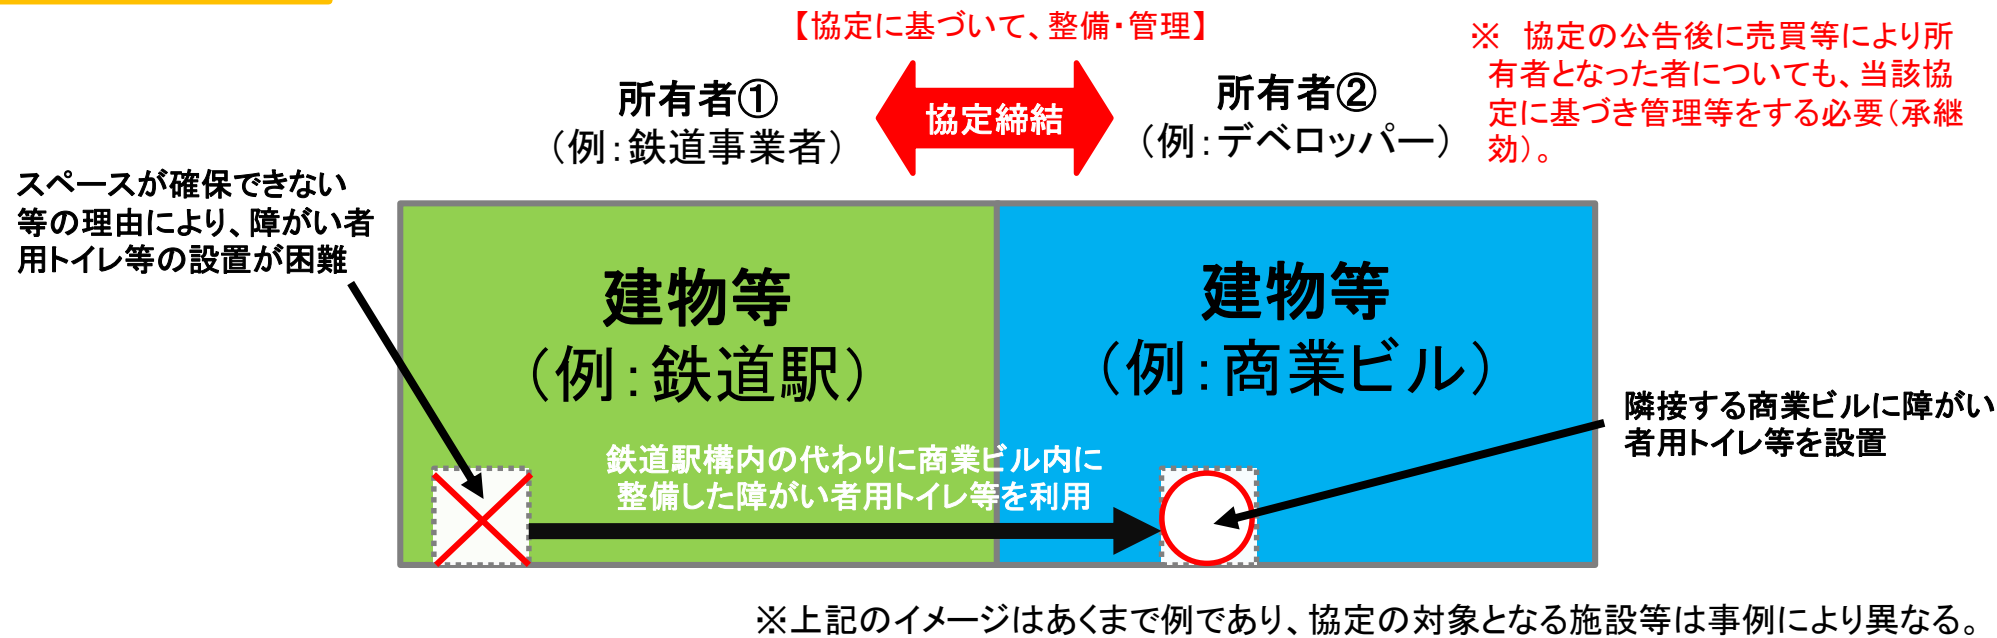 【協定に基づいて、整備・管理】
※　協定の公告後に売買等により所
有者となった者についても、当該協
定に基づき管理等をする必要（承継
効）。
所有者①
（例：鉄道事業者）
協定締結
所有者②
（例：デベロッパー）
スペースが確保できない
等の理由により、障がい者
用トイレ等の設置が困難
建物等
（例：鉄道駅）
建物等
（例：商業ビル）
隣接する商業ビルに障がい
者用トイレ等を設置
鉄道駅構内の代わりに商業ビル内に
整備した障がい者用トイレ等を利用
※上記のイメージはあくまで例であり、協定の対象となる施設等は事例により異なる。